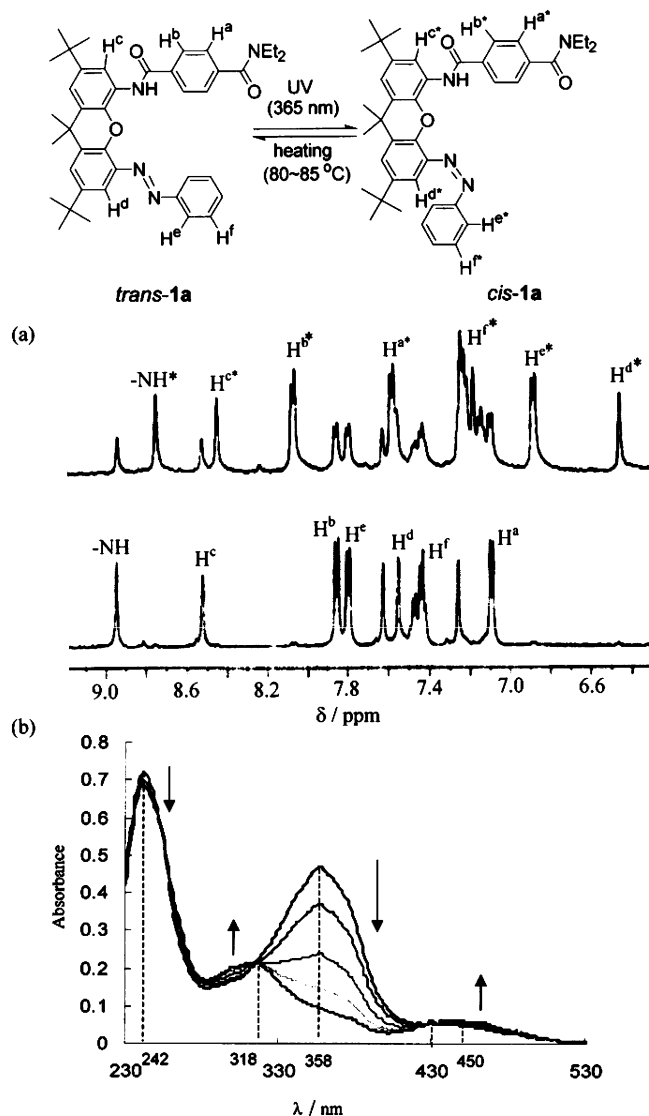 H^c H^b H^a
O NEt₂
NH O
O
N N
H^d H^e H^f
trans-1a
UV
(365 nm)
heating
(80~85 °C)
H^c* H^b* H^a*
O NEt₂
NH O
O
N N
H^d* H^e*
H^f*
cis-1a
(a)
-NH* H^c* H^b* H^a* H^f* H^e* H^d*
-NH H^c H^b H^e H^d H^f H^a
9.0 8.6 8.2 7.8 7.4 7.0 6.6
δ / ppm
(b)
Absorbance
0.8
0.7
0.6
0.5
0.4
0.3
0.2
0.1
0
230 242 318 330 358 430 450 530
λ / nm